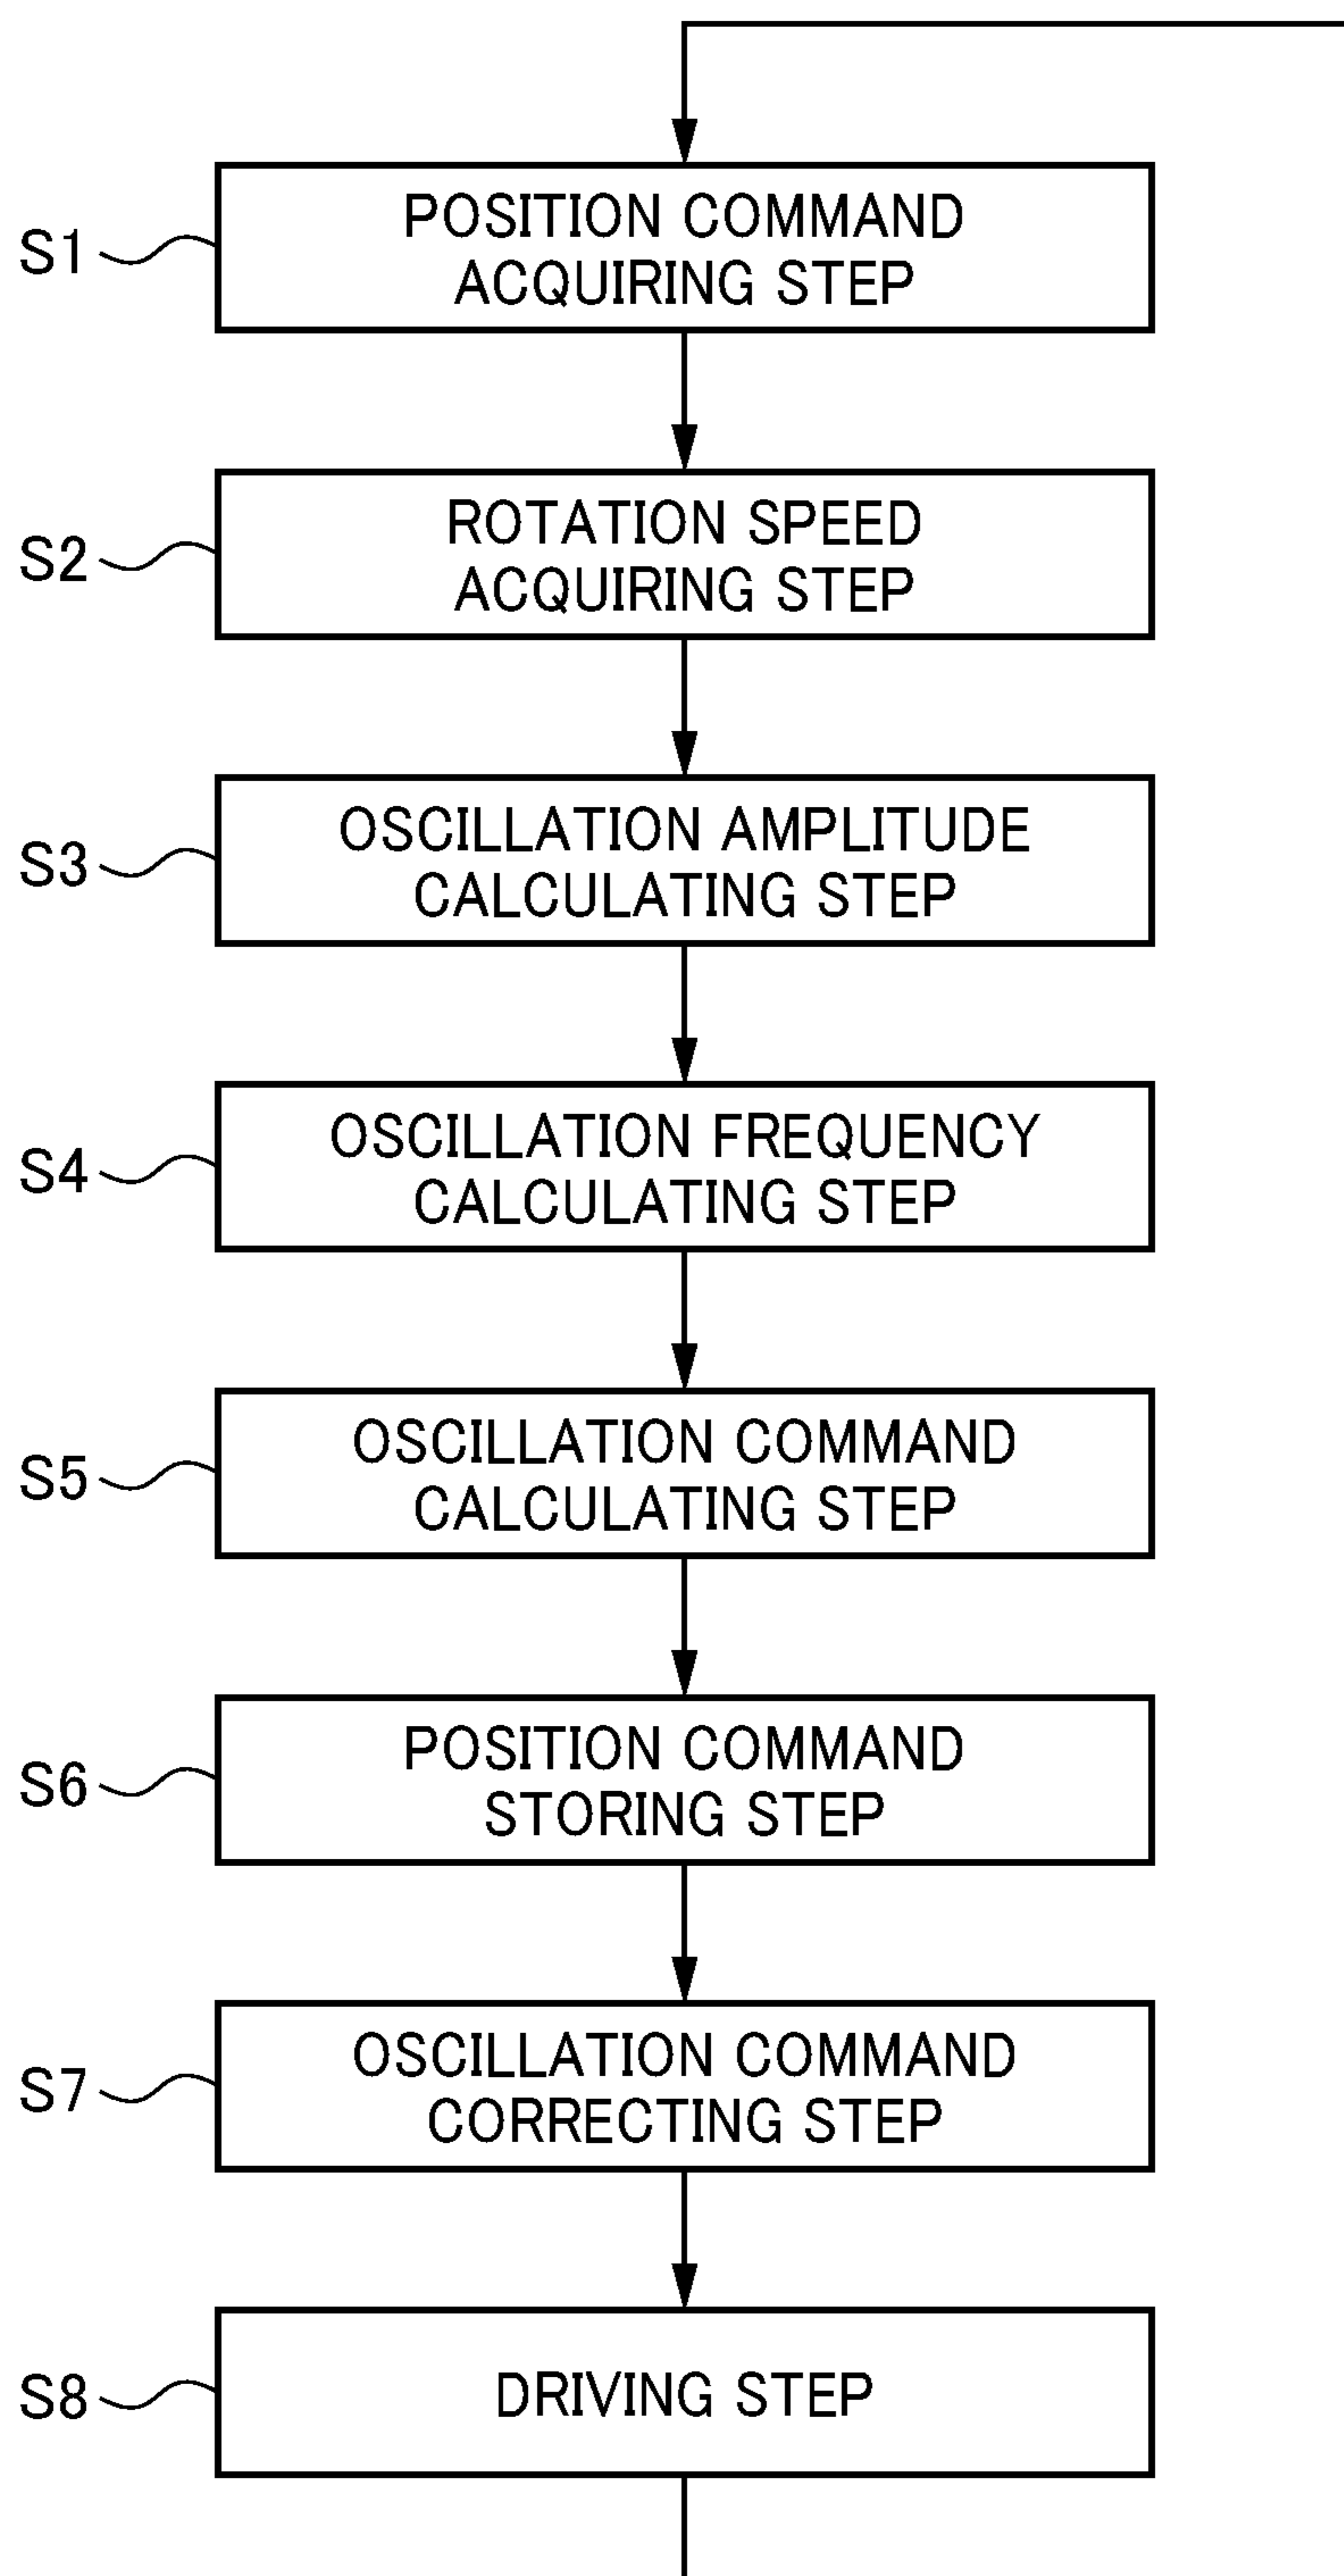 S1
POSITION COMMAND
ACQUIRING STEP
S2
ROTATION SPEED
ACQUIRING STEP
S3
OSCILLATION AMPLITUDE
CALCULATING STEP
S4
OSCILLATION FREQUENCY
CALCULATING STEP
S5
OSCILLATION COMMAND
CALCULATING STEP
S6
POSITION COMMAND
STORING STEP
S7
OSCILLATION COMMAND
CORRECTING STEP
S8
DRIVING STEP